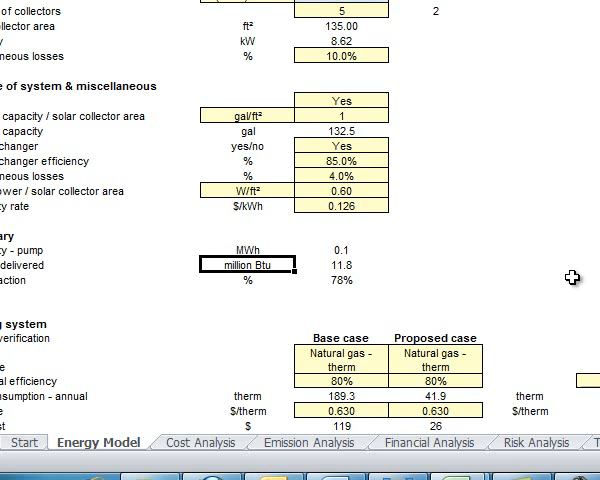 of collectors 5 2
llector area ft² 135.00
y kW 8.62
neous losses % 10.0%
e of system & miscellaneous
Yes
capacity / solar collector area gal/ft² 1
capacity gal 132.5
changer yes/no Yes
changer efficiency % 85.0%
neous losses % 4.0%
ower / solar collector area W/ft² 0.60
ty rate $/kWh 0.126
ary
ty - pump MWh 0.1
delivered million Btu 11.8
action % 78%
g system
verification Base case Proposed case
Natural gas - Natural gas -
e therm therm
al efficiency 80% 80%
nsumption - annual therm 189.3 41.9 therm
e $/therm 0.630 0.630 $/therm
st $ 119 26
Start Energy Model Cost Analysis Emission Analysis Financial Analysis Risk Analysis T